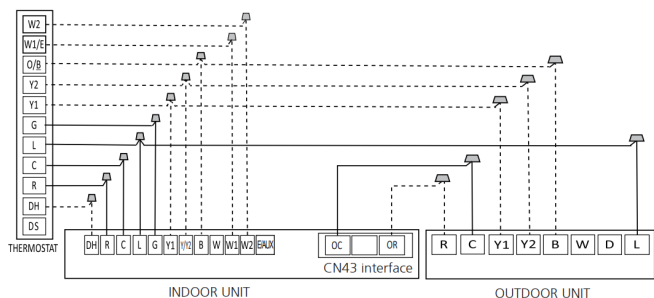 W2
W1/E
O/B
Y2
Y1
G
L
C
R
DH
DS
THERMOSTAT
DH R C L G Y1 Y/Y2 B W W1 W2 E/AUX
OC OR
CN43 interface
R C Y1 Y2 B W D L
INDOOR UNIT
OUTDOOR UNIT